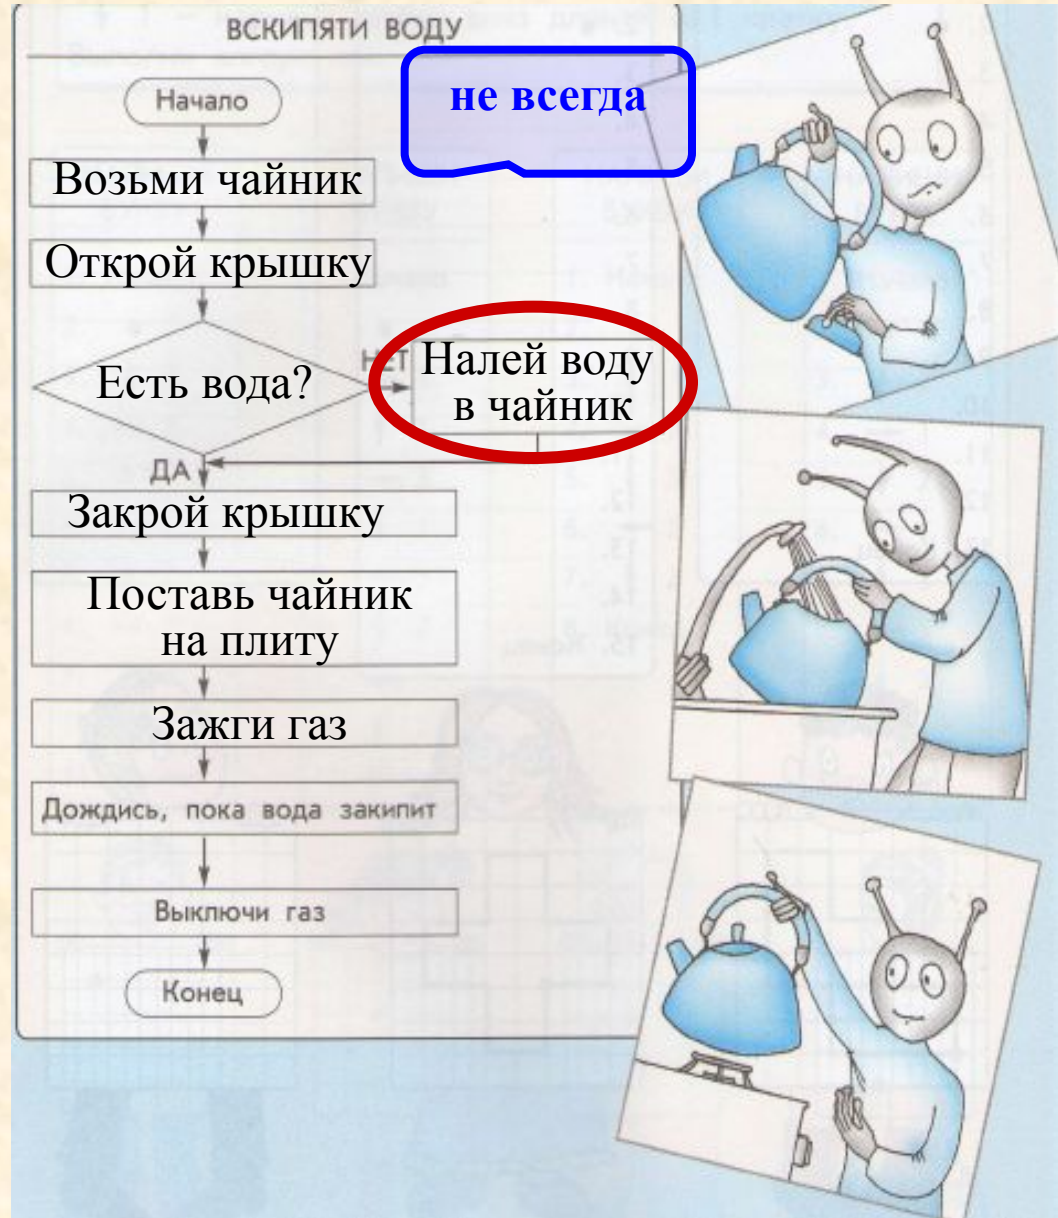 ВСКИПЯТИ ВОДУ
не всегда
Начало
Возьми чайник
Открой крышку
Есть вода?
НЕТ
Налей воду
в чайник
ДА
Закрой крышку
Поставь чайник
на плиту
Зажги газ
Дождись, пока вода закипит
Выключи газ
Конец